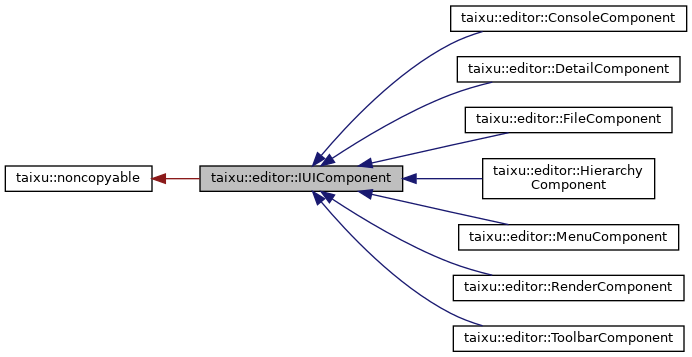 taixu::editor::ConsoleComponent
taixu::editor::DetailComponent
taixu::editor::FileComponent
taixu::noncopyable
taixu::editor::IUIComponent
taixu::editor::Hierarchy
Component
taixu::editor::MenuComponent
taixu::editor::RenderComponent
taixu::editor::ToolbarComponent